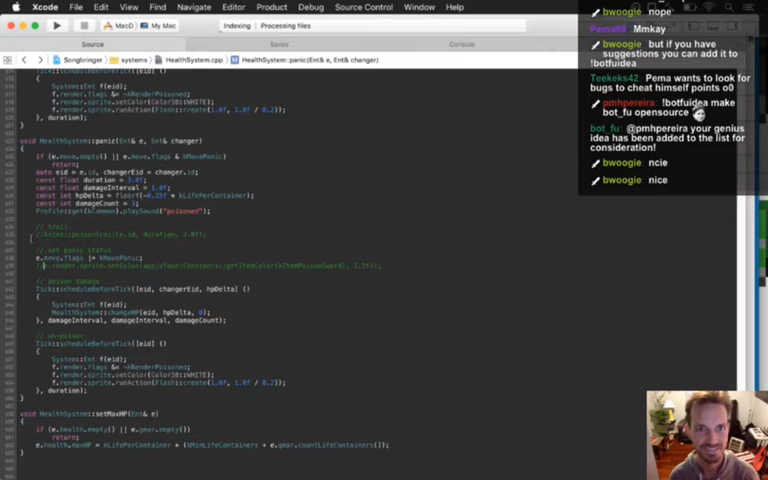 Xcode File Edit View Find Navigate Editor Product Debug Source Control Window Help
MacD My Mac Indexing Processing files
Source Saves Console
Songbringer systems HealthSystem.cpp HealthSystem::panic(Ent& e, Ent& changer)
Tick::scheduleBeforeTick([eid] ()
{
System::Ent f(eid);
f.render.flags &= ~kRenderPoisoned;
f.render.sprite.setColor(Color3B::WHITE);
f.render.sprite.runAction(Flash::create(1.0f, 1.0f / 0.2));
}, duration);
}
void HealthSystem::panic(Ent& e, Ent& changer)
{
if (e.move.empty() || e.move.flags & kMovePanic)
return;
auto eid = e.id, changerEid = changer.id;
const float duration = 3.0f;
const float damageInterval = 1.0f;
const int hpDelta = floorf(-0.25f * kLifePerContainer);
const int damageCount = 3;
Profile::get(kCommon).playSound("poisoned");
// trail
//Anims::poisonTrail(e.id, duration, 2.0f);
// set panic status
e.move.flags |= kMovePanic;
//e.render.sprite.setColor(applyTone(Constants::getItemColor(kItemPoisonSword), 1.5f));
// poison damage
Tick::scheduleBeforeTick([eid, changerEid, hpDelta] ()
{
System::Ent f(eid);
HealthSystem::changeHP(eid, hpDelta, 0);
}, damageInterval, damageInterval, damageCount);
// un-poison
Tick::scheduleBeforeTick([eid] ()
{
System::Ent f(eid);
f.render.flags &= ~kRenderPoisoned;
f.render.sprite.setColor(Color3B::WHITE);
f.render.sprite.runAction(Flash::create(1.0f, 1.0f / 0.2));
}, duration);
}
void HealthSystem::setMaxHP(Ent& e)
{
if (e.health.empty() || e.gear.empty())
return;
e.health.maxHP = kLifePerContainer * (kMinLifeContainers + e.gear.countLifeContainers());
}
bwoogie nope
Pema99 Mmkay
bwoogie but if you have
suggestions you can add it to
!botfuidea
Teekeks42: Pema wants to look for
bugs to cheat himself points o0
pmhpereira: !botfuidea make
bot_fu opensource
bot_fu: @pmhpereira your genius
idea has been added to the list for
consideration!
bwoogie ncie
bwoogie nice